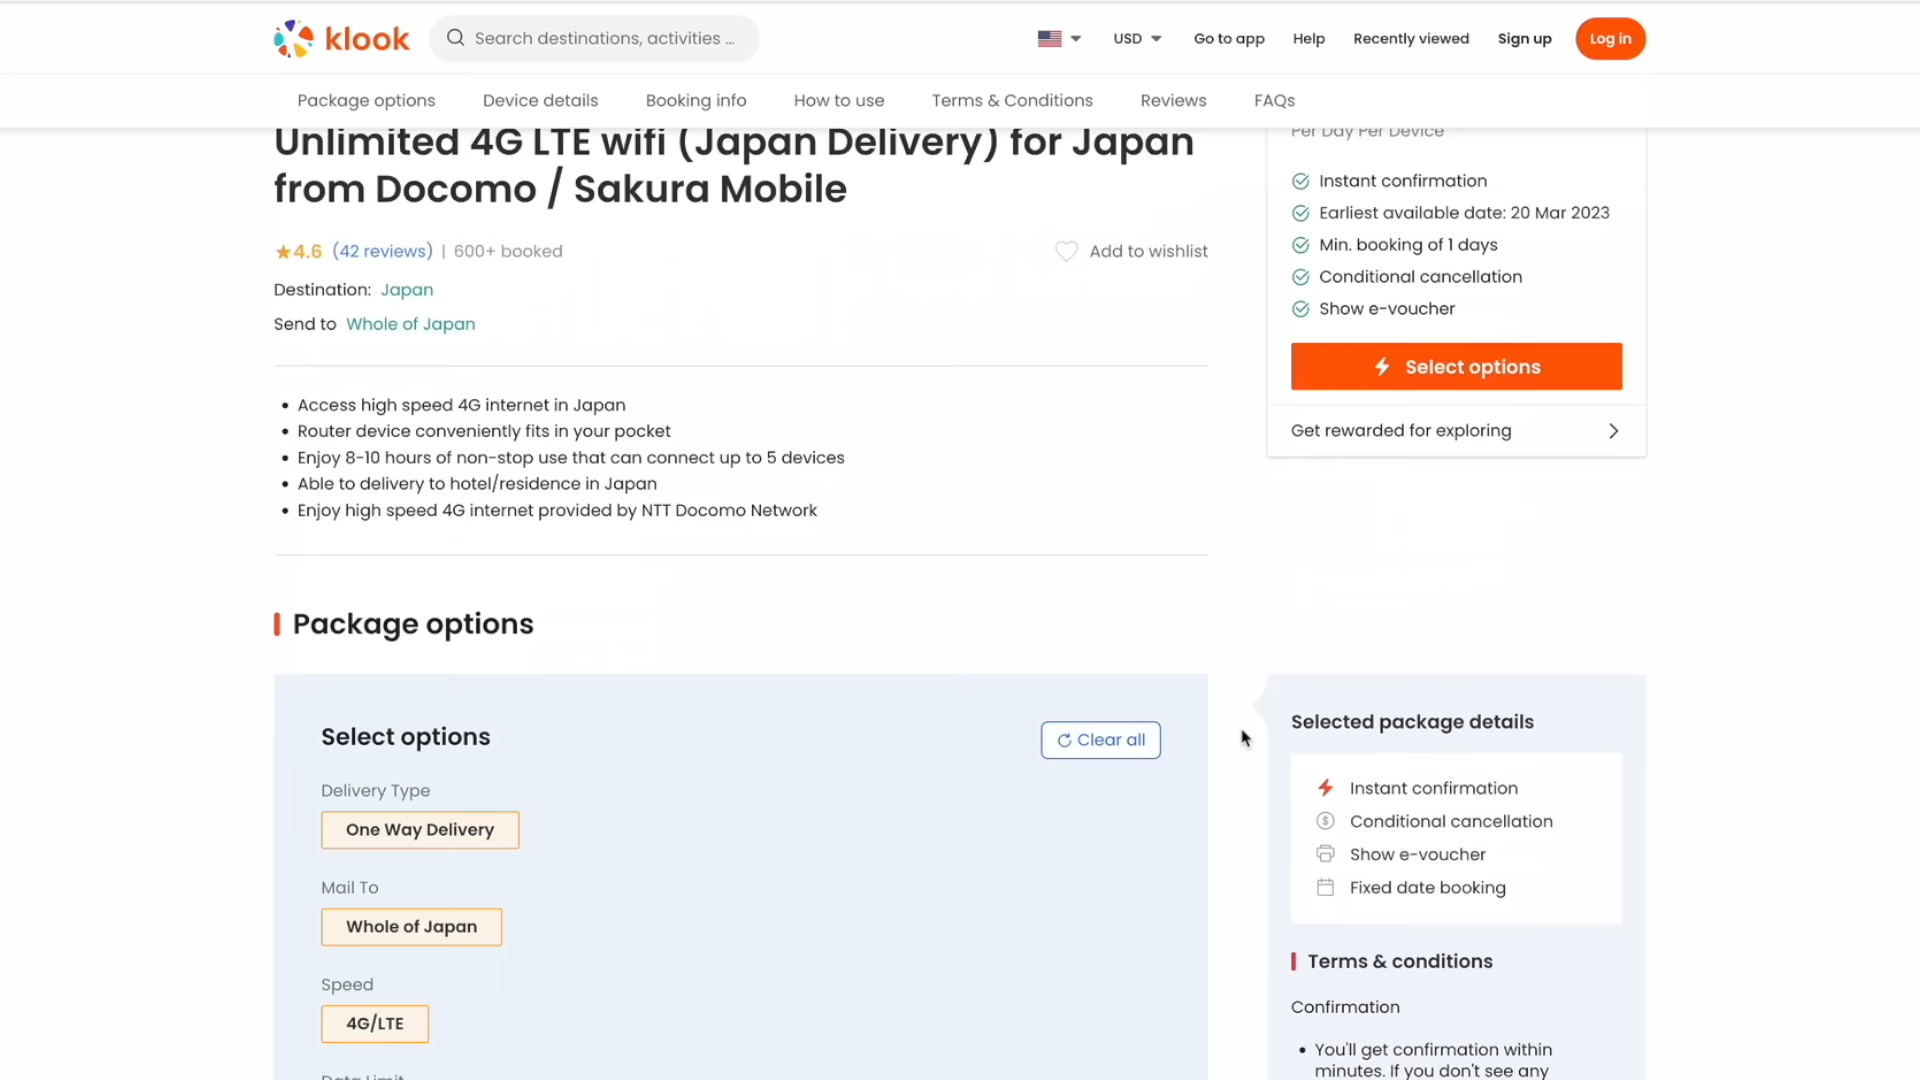 klook
Search destinations, activities ...
USD
Go to app
Help
Recently viewed
Sign up
Log in
Package options
Device details
Booking info
How to use
Terms & Conditions
Reviews
FAQs
Unlimited 4G LTE wifi (Japan Delivery) for Japan
from Docomo / Sakura Mobile
4.6 (42 reviews) | 600+ booked
Add to wishlist
Destination: Japan
Send to Whole of Japan
Access high speed 4G internet in Japan
Router device conveniently fits in your pocket
Enjoy 8-10 hours of non-stop use that can connect up to 5 devices
Able to delivery to hotel/residence in Japan
Enjoy high speed 4G internet provided by NTT Docomo Network
Per Day Per Device
Instant confirmation
Earliest available date: 20 Mar 2023
Min. booking of 1 days
Conditional cancellation
Show e-voucher
Select options
Get rewarded for exploring
Package options
Select options
Clear all
Delivery Type
One Way Delivery
Mail To
Whole of Japan
Speed
4G/LTE
Data Limit
Selected package details
Instant confirmation
Conditional cancellation
Show e-voucher
Fixed date booking
Terms & conditions
Confirmation
You'll get confirmation within
minutes. If you don't see any